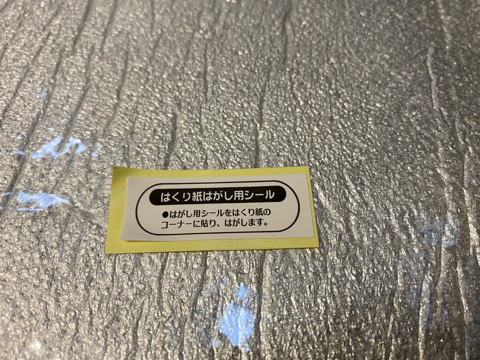 はくり紙はがし用シール
●はがし用シールをはくり紙の
コーナーに貼り、はがします。